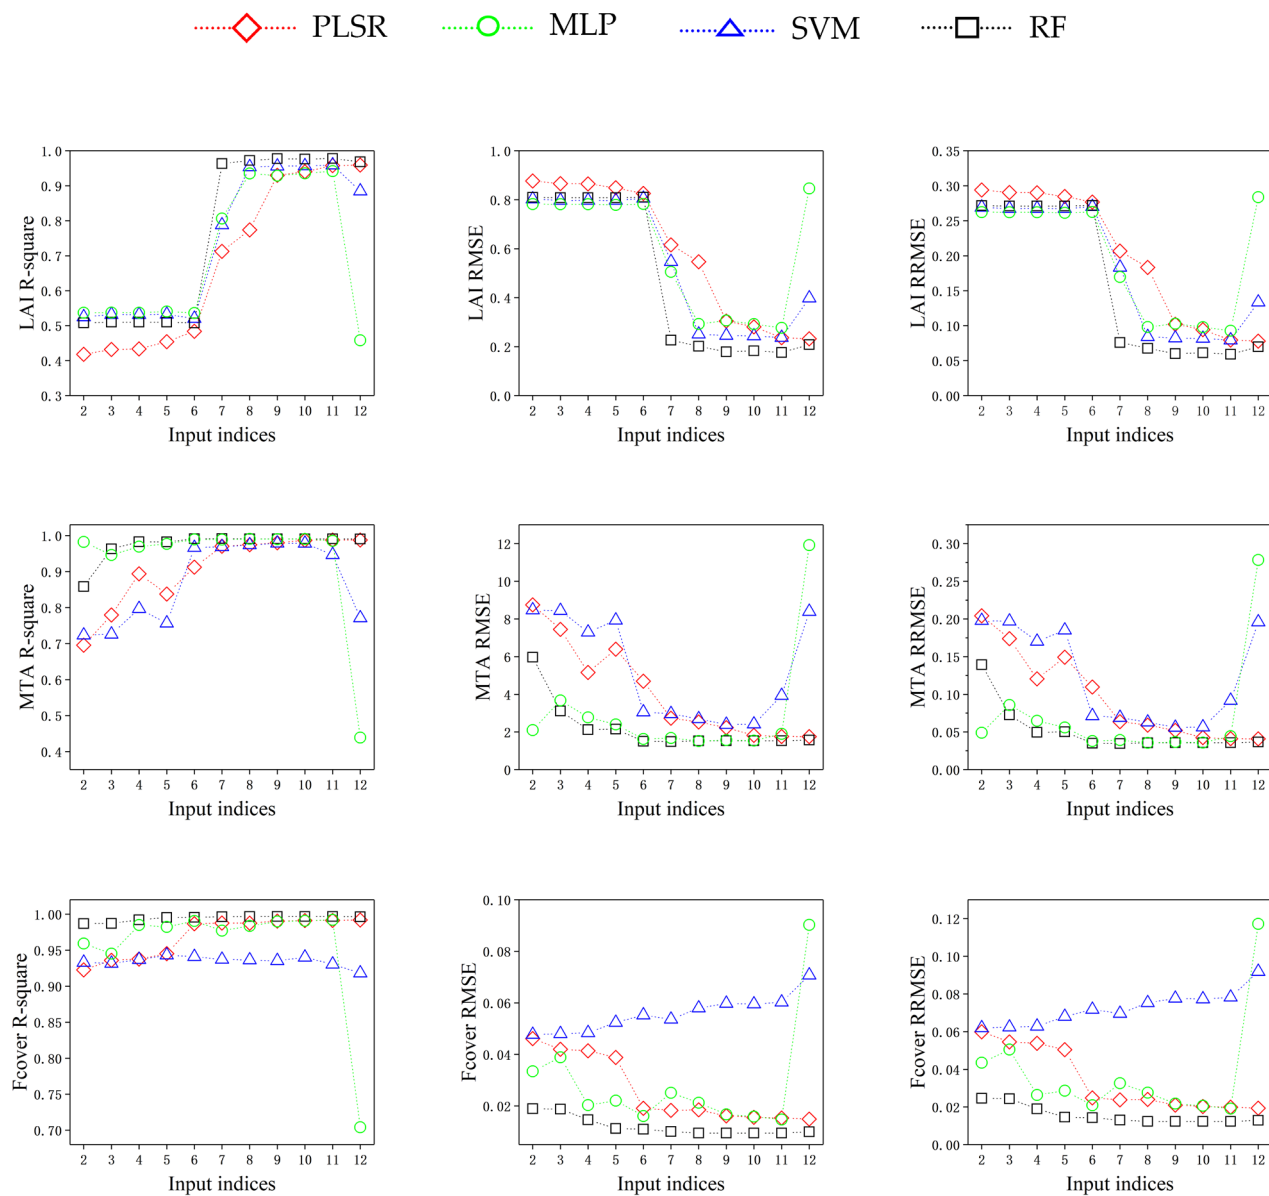 PLSR MLP SVM RF
LAI R-square
1.0
0.9
0.8
0.7
0.6
0.5
0.4
0.3
2 3 4 5 6 7 8 9 10 11 12
Input indices
LAI RMSE
1.0
0.8
0.6
0.4
0.2
0.0
2 3 4 5 6 7 8 9 10 11 12
Input indices
LAI RRMSE
0.35
0.30
0.25
0.20
0.15
0.10
0.05
0.00
2 3 4 5 6 7 8 9 10 11 12
Input indices
MTA R-square
1.0
0.9
0.8
0.7
0.6
0.5
0.4
2 3 4 5 6 7 8 9 10 11 12
Input indices
MTA RMSE
12
10
8
6
4
2
0
2 3 4 5 6 7 8 9 10 11 12
Input indices
MTA RRMSE
0.30
0.25
0.20
0.15
0.10
0.05
0.00
2 3 4 5 6 7 8 9 10 11 12
Input indices
Fcover R-square
1.00
0.95
0.90
0.85
0.80
0.75
0.70
2 3 4 5 6 7 8 9 10 11 12
Input indices
Fcover RMSE
0.10
0.08
0.06
0.04
0.02
2 3 4 5 6 7 8 9 10 11 12
Input indices
Fcover RRMSE
0.12
0.10
0.08
0.06
0.04
0.02
0.00
2 3 4 5 6 7 8 9 10 11 12
Input indices